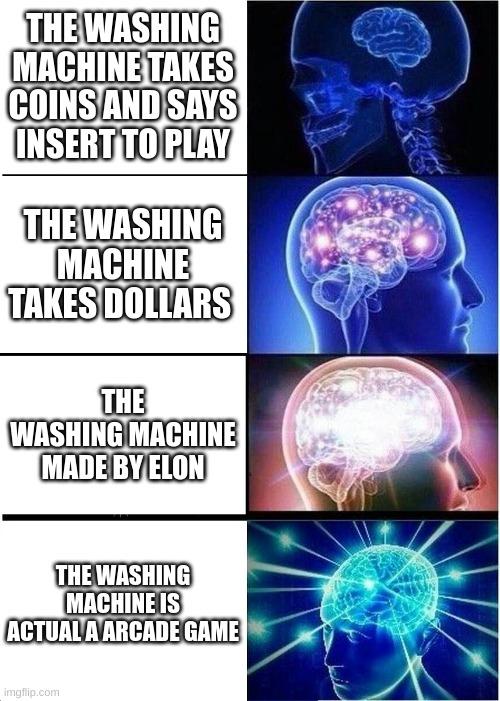 THE WASHING
MACHINE TAKES
COINS AND SAYS
INSERT TO PLAY
THE WASHING
MACHINE
TAKES DOLLARS
THE
WASHING MACHINE
MADE BY ELON
THE WASHING
MACHINE IS
ACTUAL A ARCADE GAME
imgflip.com